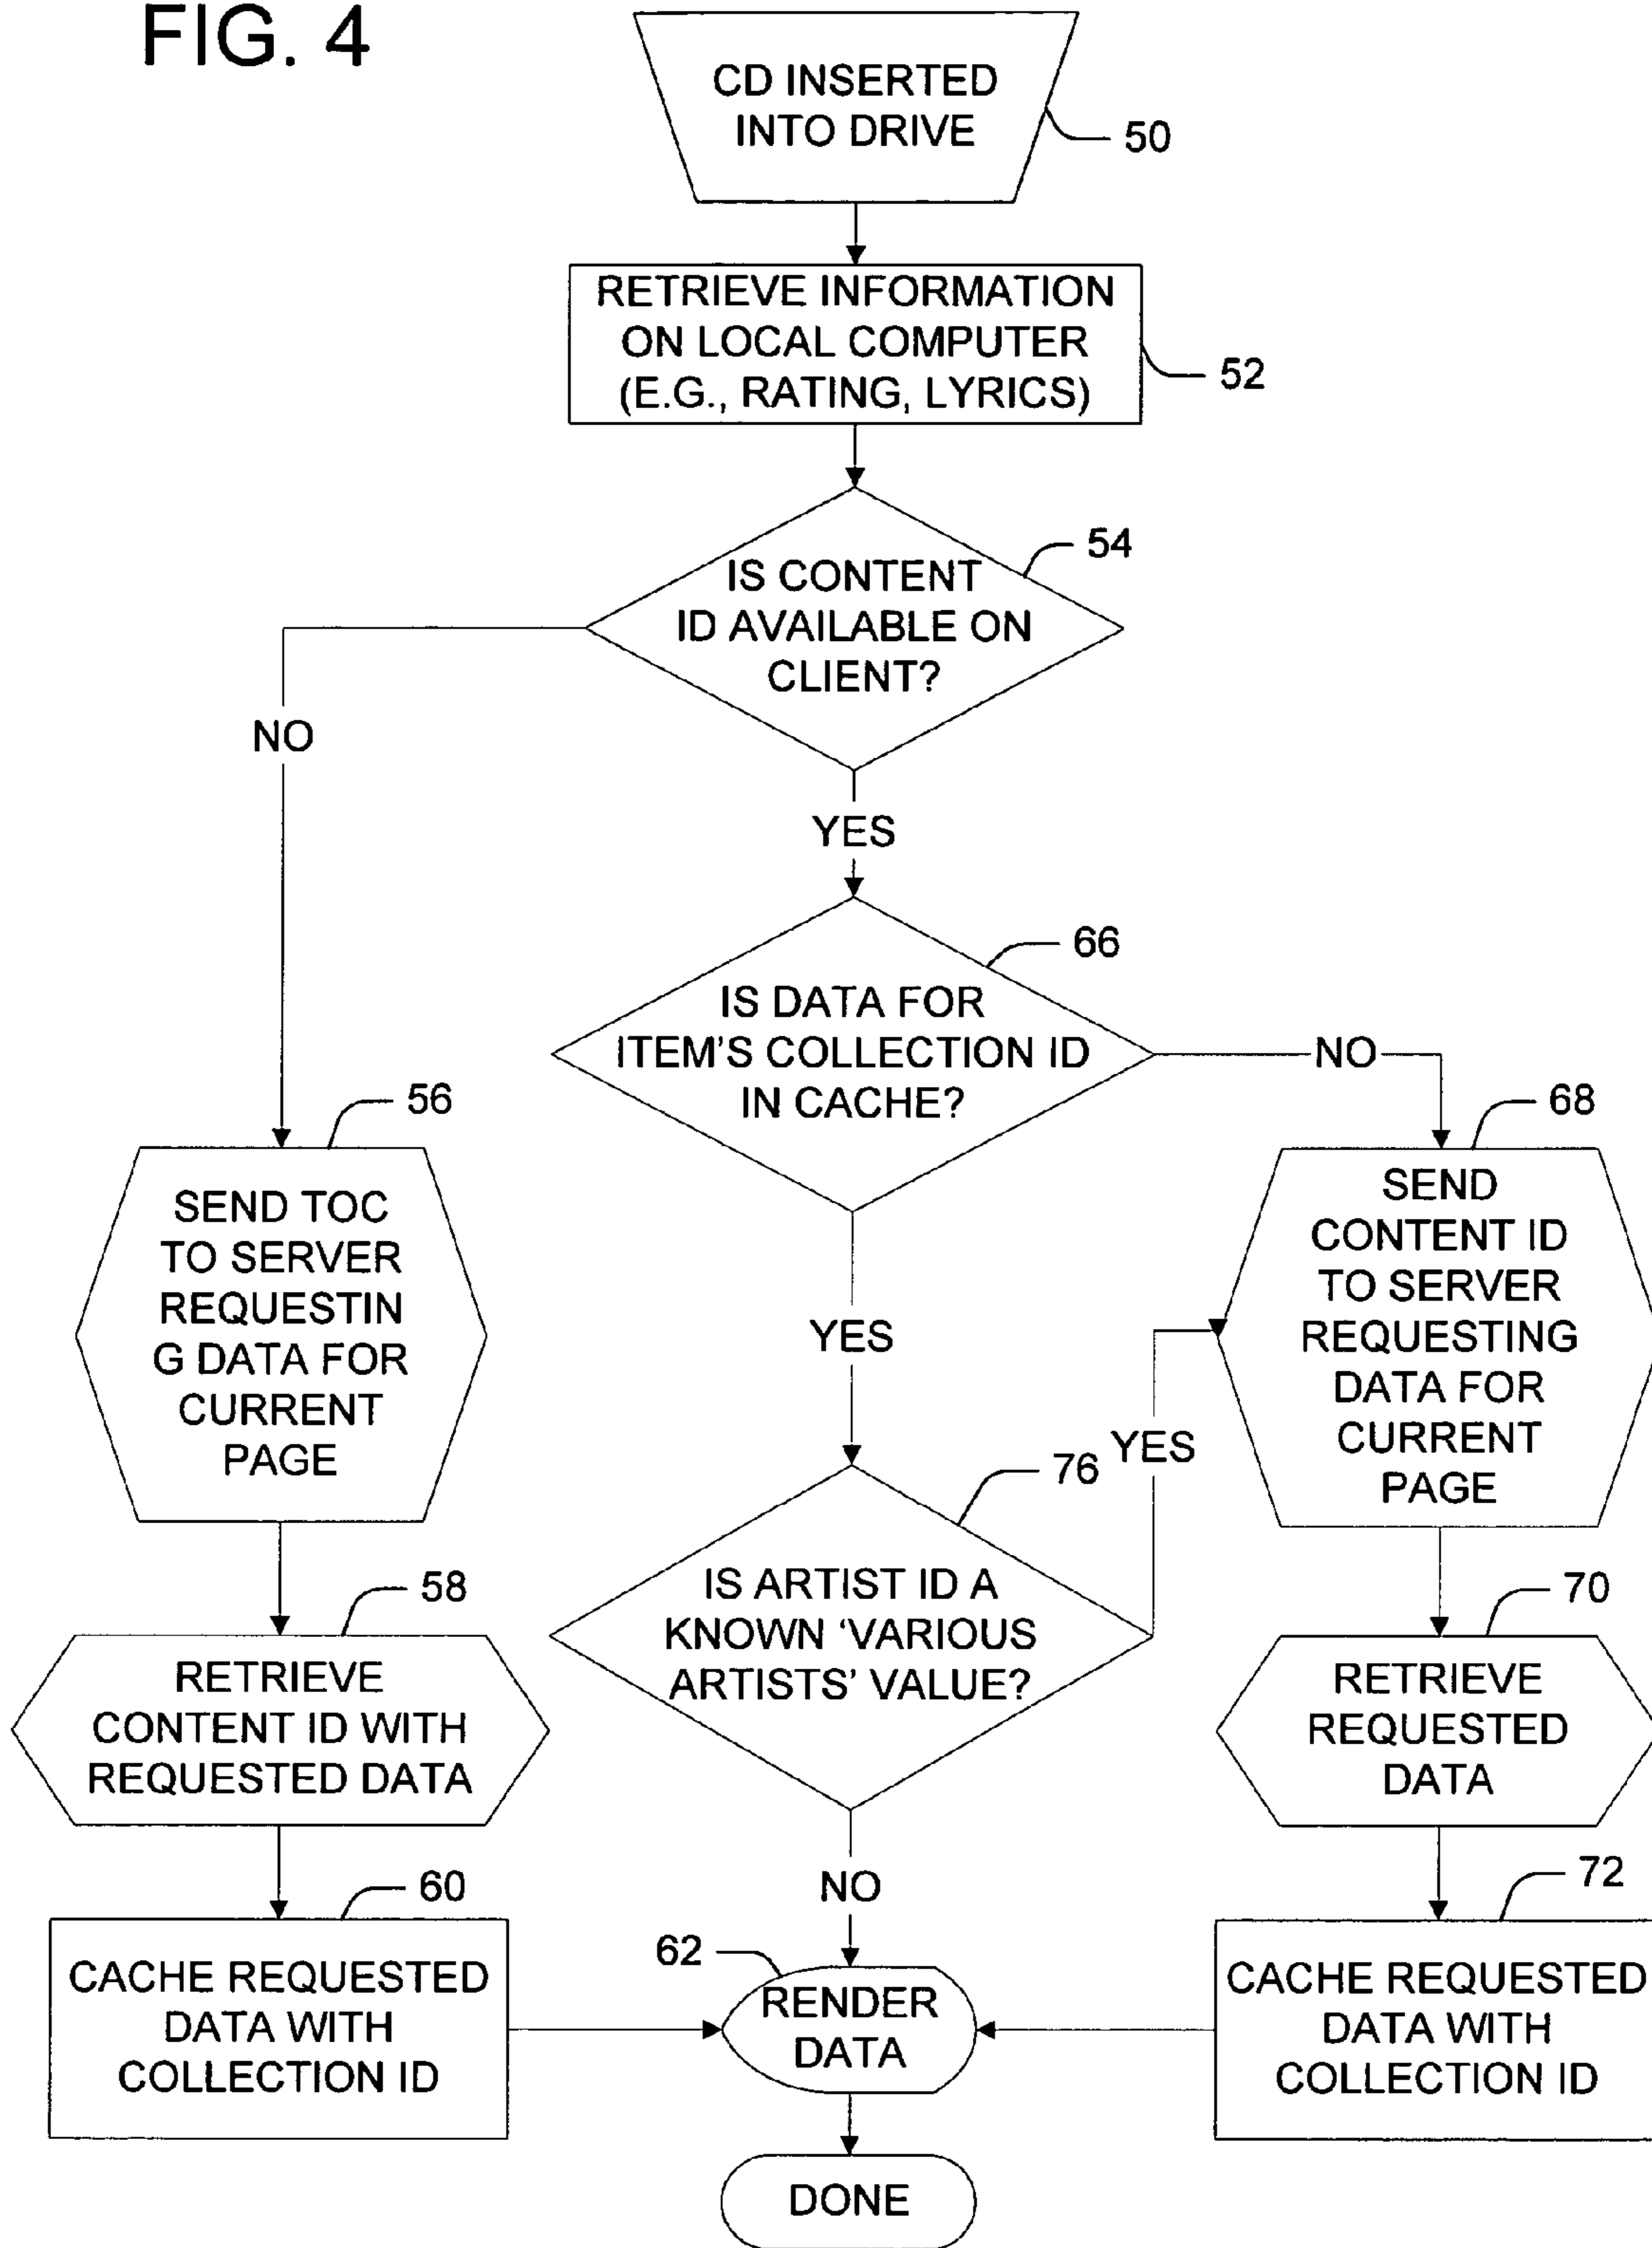 FIG. 4
CD INSERTED
INTO DRIVE
50
RETRIEVE INFORMATION
ON LOCAL COMPUTER
(E.G., RATING, LYRICS)
52
IS CONTENT
ID AVAILABLE ON
CLIENT?
54
NO
YES
IS DATA FOR
ITEM'S COLLECTION ID
IN CACHE?
66
NO
56
SEND TOC
TO SERVER
REQUESTIN
G DATA FOR
CURRENT
PAGE
YES
68
SEND
CONTENT ID
TO SERVER
REQUESTING
DATA FOR
CURRENT
PAGE
YES
76
IS ARTIST ID A
KNOWN ‘VARIOUS
ARTISTS’ VALUE?
58
RETRIEVE
CONTENT ID WITH
REQUESTED DATA
70
RETRIEVE
REQUESTED
DATA
NO
60
CACHE REQUESTED
DATA WITH
COLLECTION ID
62
RENDER
DATA
72
CACHE REQUESTED
DATA WITH
COLLECTION ID
DONE